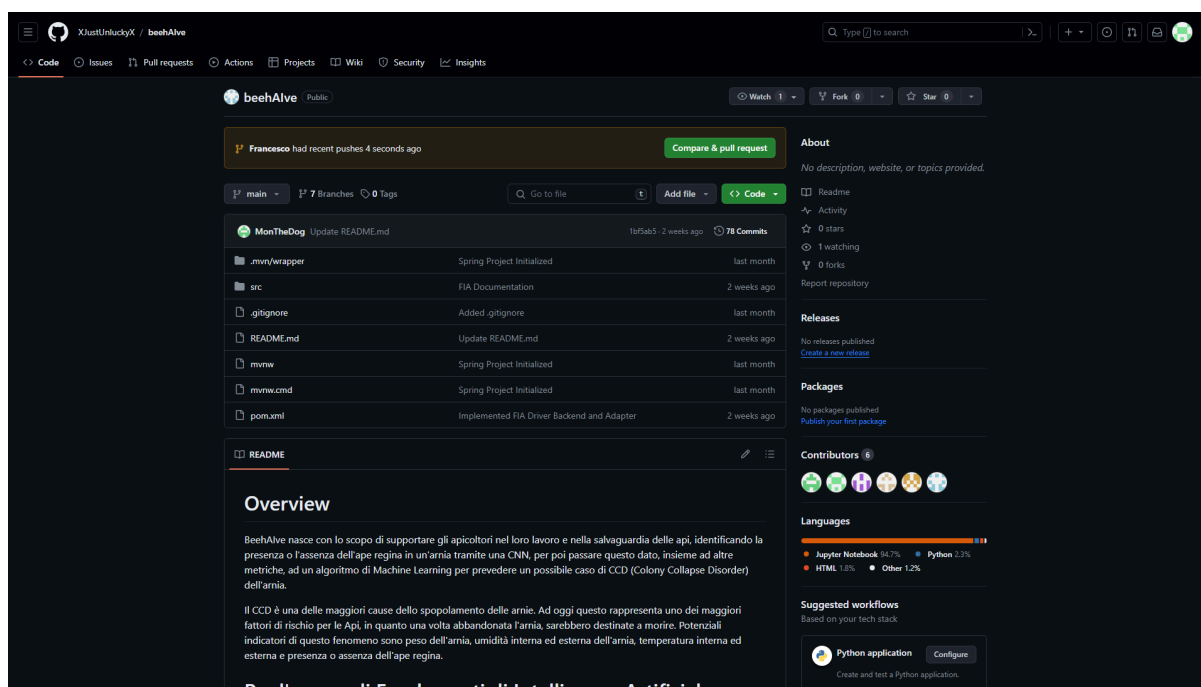 XJustUnluckyX / beehAIve
Type / to search
Code Issues Pull requests Actions Projects Wiki Security Insights
beehAIve Public
Watch 1 Fork 0 Star 0
Francesco had recent pushes 4 seconds ago Compare & pull request
main 7 Branches 0 Tags Go to file t Add file <> Code
MonTheDog Update README.md 1bf5ab5 · 2 weeks ago 78 Commits
.mvn/wrapper Spring Project Initialized last month
src FIA Documentation 2 weeks ago
.gitignore Added .gitignore last month
README.md Update README.md 2 weeks ago
mvnw Spring Project Initialized last month
mvnw.cmd Spring Project Initialized last month
pom.xml Implemented FIA Driver Backend and Adapter 2 weeks ago
README
Overview
BeehAIve nasce con lo scopo di supportare gli apicoltori nel loro lavoro e nella salvaguardia delle api, identificando la
presenza o l'assenza dell'ape regina in un'arnia tramite una CNN, per poi passare questo dato, insieme ad altre
metriche, ad un algoritmo di Machine Learning per prevedere un possibile caso di CCD (Colony Collapse Disorder)
dell'arnia.
Il CCD è una delle maggiori cause dello spopolamento delle arnie. Ad oggi questo rappresenta uno dei maggiori
fattori di rischio per le Api, in quanto una volta abbandonata l'arnia, sarebbero destinate a morire. Potenziali
indicatori di questo fenomeno sono peso dell'arnia, umidità interna ed esterna dell'arnia, temperatura interna ed
esterna e presenza o assenza dell'ape regina.
About
No description, website, or topics provided.
Readme
Activity
0 stars
1 watching
0 forks
Report repository
Releases
No releases published
Create a new release
Packages
No packages published
Publish your first package
Contributors 6
Languages
Jupyter Notebook 94.7% Python 2.3%
HTML 1.8% Other 1.2%
Suggested workflows
Based on your tech stack
Python application Configure
Create and test a Python application.